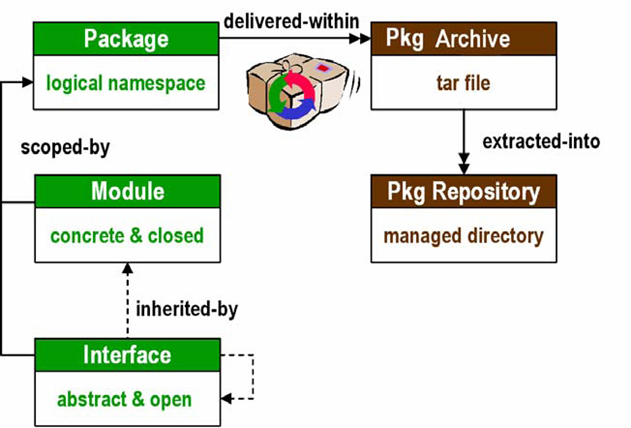 delivered-within
Package
logical namespace
Pkg Archive
tar file
scoped-by
extracted-into
Module
concrete & closed
Pkg Repository
managed directory
inherited-by
Interface
abstract & open